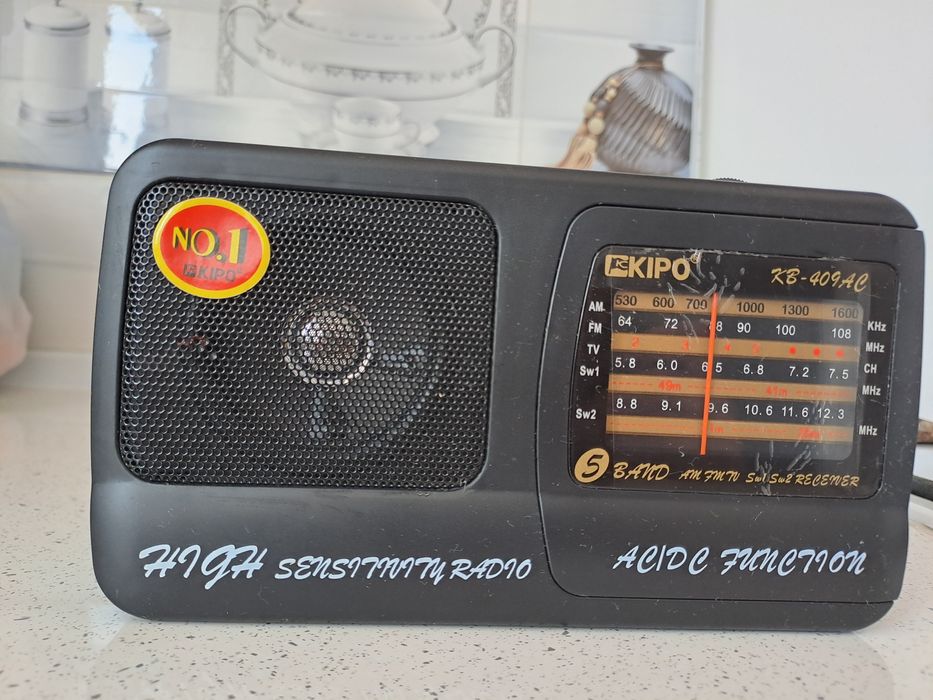 NO.1
KIPO
KIPO
KB-409AC
AM 530 600 700 1000 1300 1600 KHz
FM 64 72 88 90 100 108 MHz
TV 2 CH
Sw1 5.8 6.0 6.5 6.8 7.2 7.5 MHz
49m 41m
Sw2 8.8 9.1 9.6 10.6 11.6 12.3 MHz
5 BAND AM FM TV Sw1 Sw2 RECEIVER
HIGH SENSITIVITY RADIO
AC/DC FUNCTION